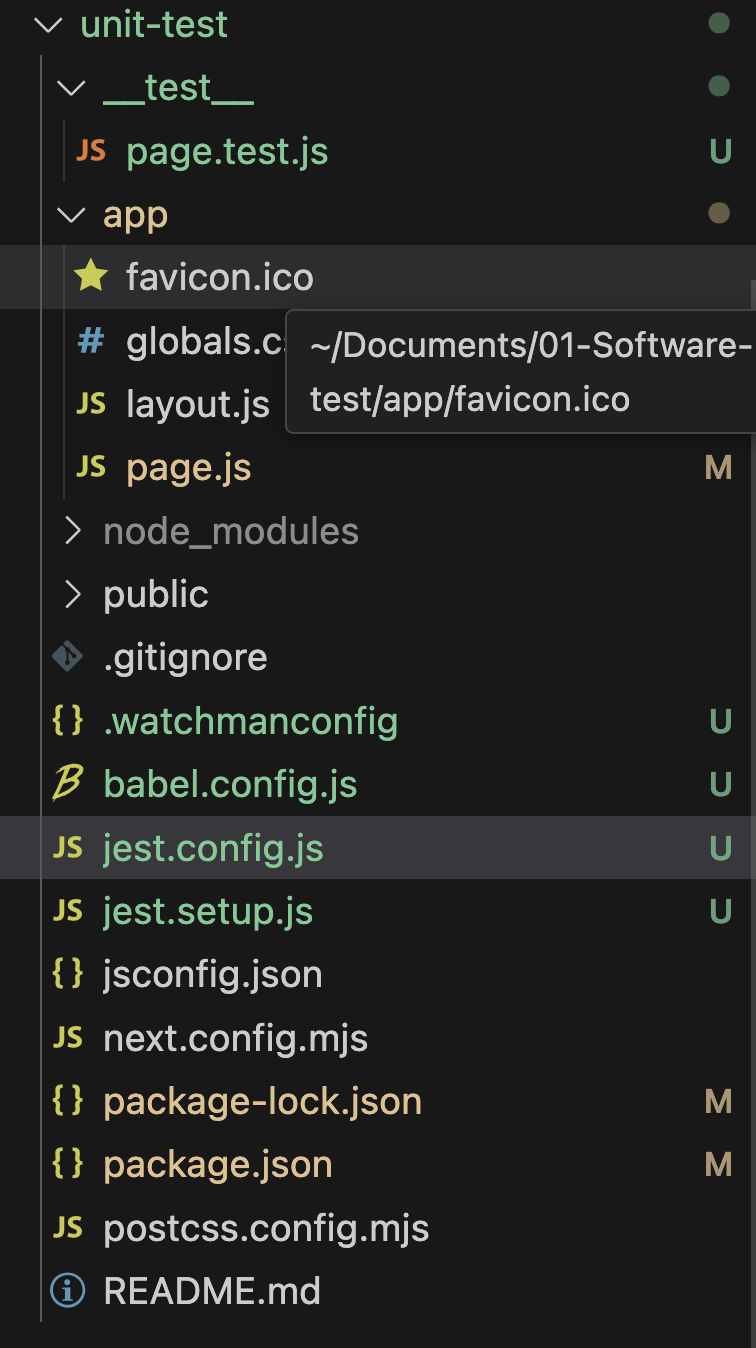 unit-test
__test__
JS page.test.js U
app
favicon.ico
# globals.c
~/Documents/01-Software-
test/app/favicon.ico
JS layout.js
JS page.js M
node_modules
public
.gitignore
{} .watchmanconfig U
B babel.config.js U
JS jest.config.js U
JS jest.setup.js U
{} jsconfig.json
JS next.config.mjs
{} package-lock.json M
{} package.json M
JS postcss.config.mjs
i README.md